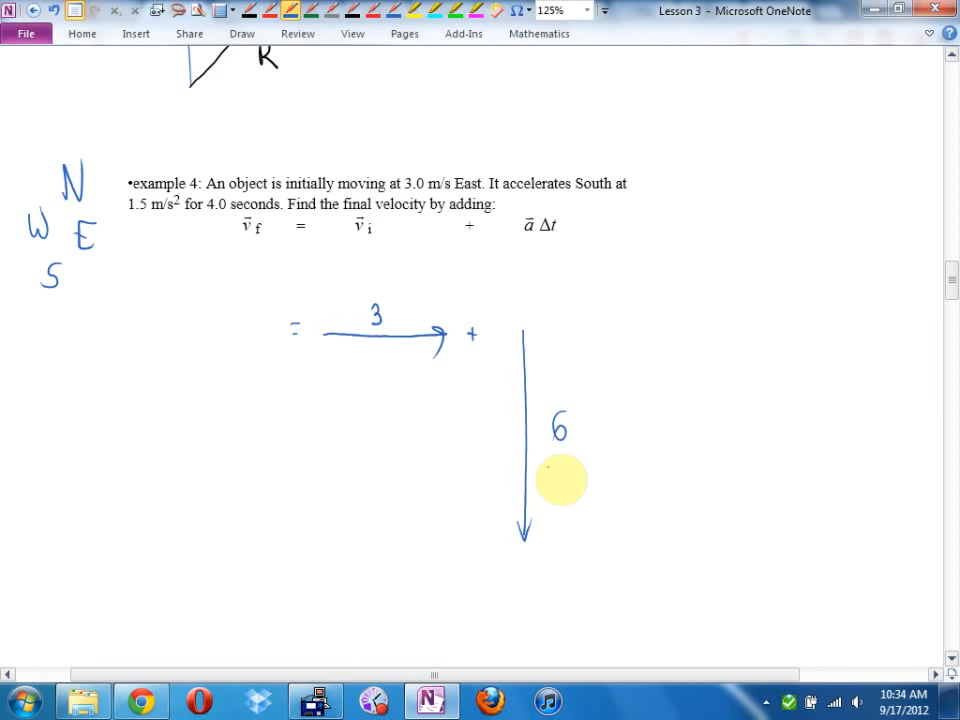 125%
Lesson 3 - Microsoft OneNote
File Home Insert Share Draw Review Pages View Add-Ins Mathematics
R
N
W E
S
•example 4: An object is initially moving at 3.0 m/s East. It accelerates South at
1.5 m/s² for 4.0 seconds. Find the final velocity by adding:
v⃗ f = v⃗ i + a⃗ Δt
= 3 +
6
10:34 AM
9/17/2012